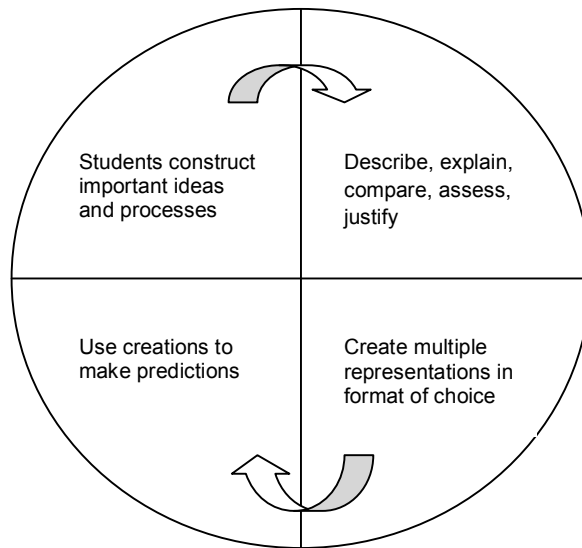 Students construct
important ideas
and processes
Describe, explain,
compare, assess,
justify
Use creations to
make predictions
Create multiple
representations in
format of choice